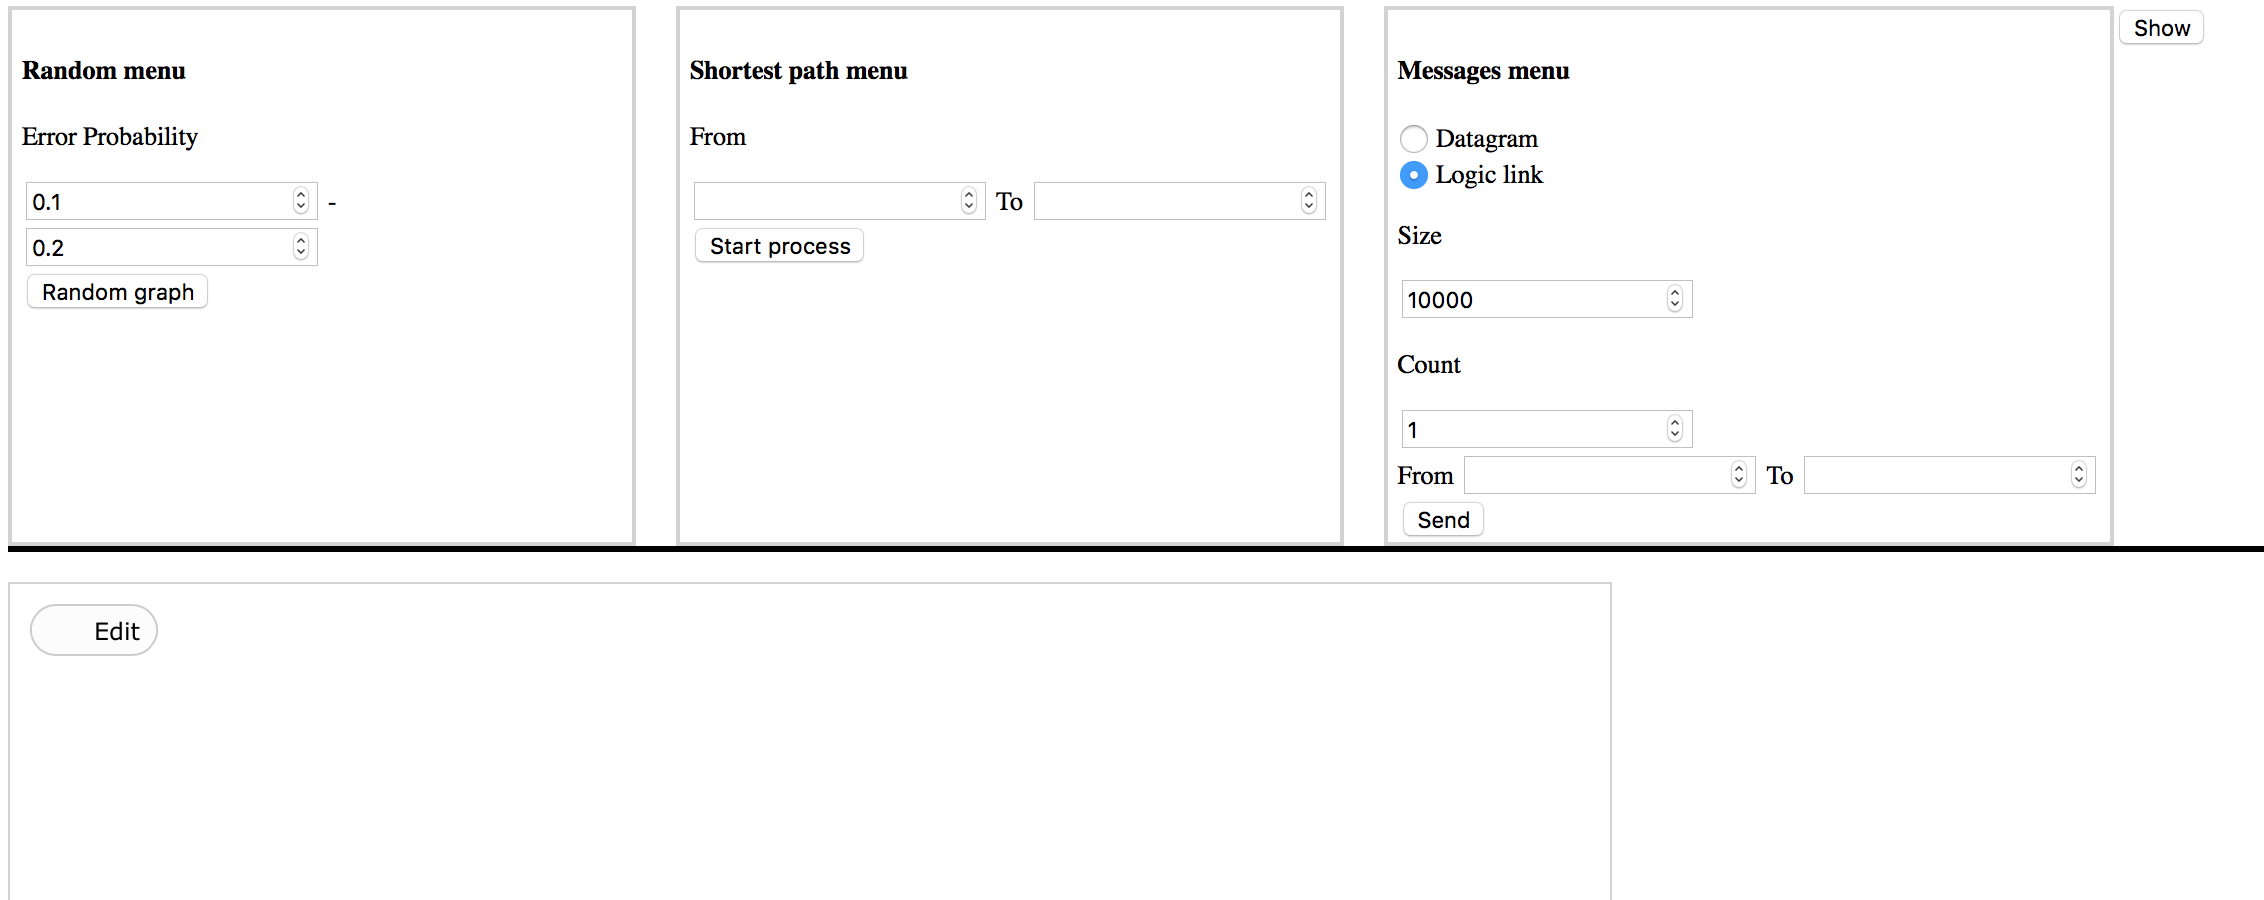 Random menu
Error Probability
0.1 -
0.2
Random graph
Shortest path menu
From
To
Start process
Messages menu
Datagram
Logic link
Size
10000
Count
1
From To
Send
Show
Edit